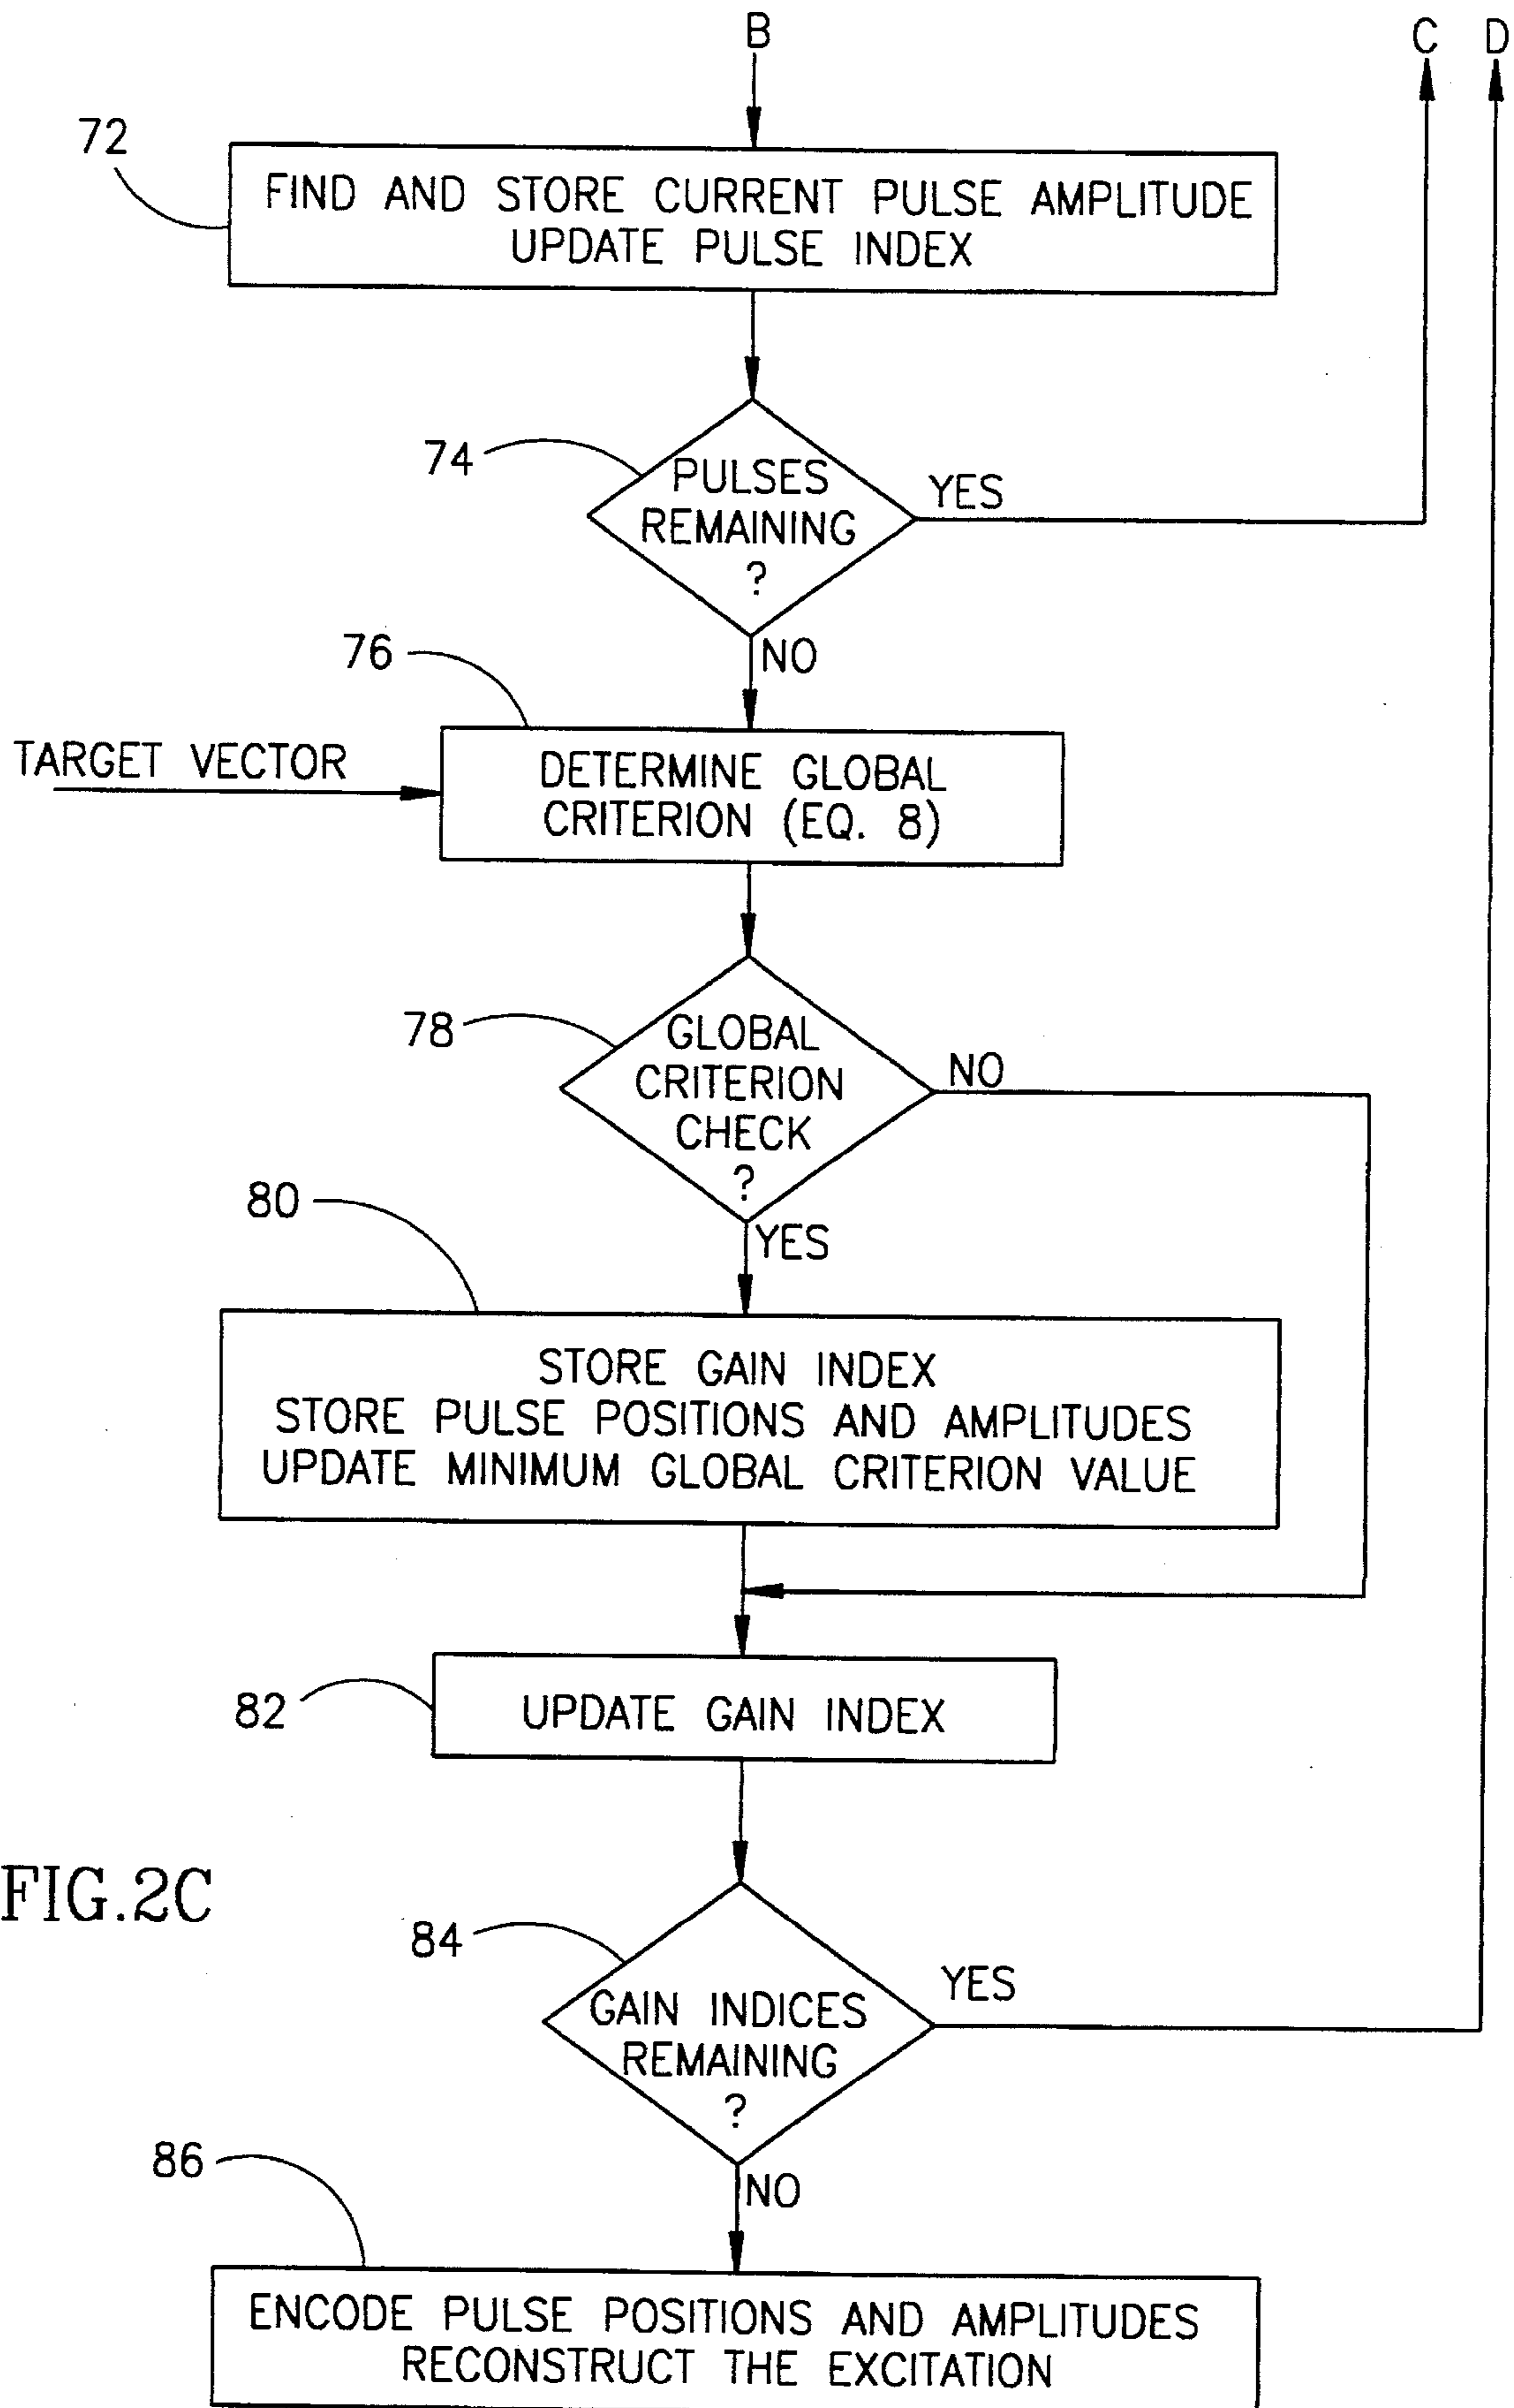 B
C D
72
FIND AND STORE CURRENT PULSE AMPLITUDE
UPDATE PULSE INDEX
74
PULSES
REMAINING
?
YES
NO
76
TARGET VECTOR
DETERMINE GLOBAL
CRITERION (EQ. 8)
78
GLOBAL
CRITERION
CHECK
?
NO
YES
80
STORE GAIN INDEX
STORE PULSE POSITIONS AND AMPLITUDES
UPDATE MINIMUM GLOBAL CRITERION VALUE
82
UPDATE GAIN INDEX
FIG.2C
84
GAIN INDICES
REMAINING
?
YES
NO
86
ENCODE PULSE POSITIONS AND AMPLITUDES
RECONSTRUCT THE EXCITATION